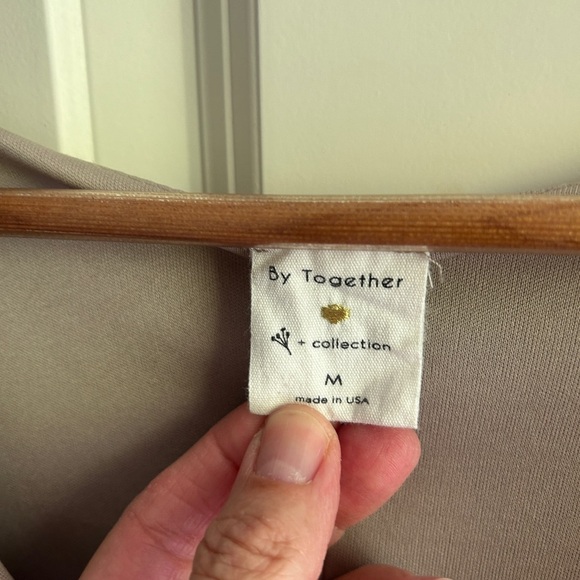 By Together
+ collection
M
made in USA